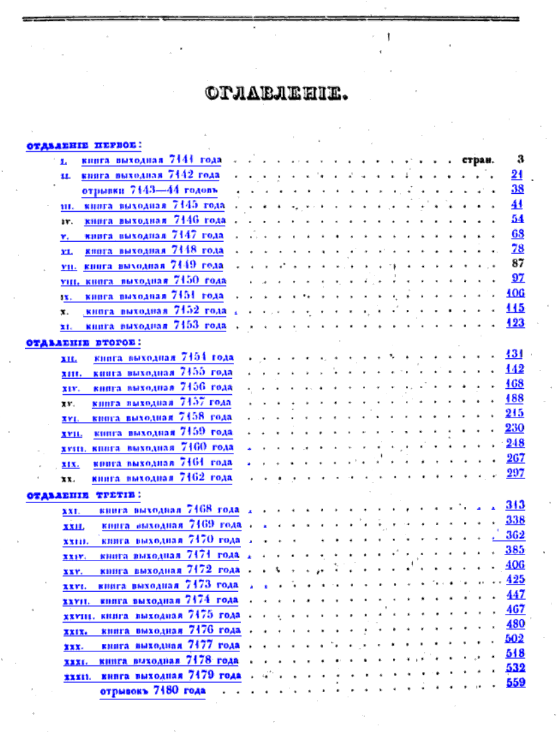 ОГЛАВЛЕНІЕ.
ОТДѢЛЕНІЕ ПЕРВОЕ:
I. книга выходная 7141 года стран. 3
II. книга выходная 7142 года 21
отрывки 7143—44 годовъ 38
III. книга выходная 7145 года 41
IV. книга выходная 7146 года 54
V. книга выходная 7147 года 68
VI. книга выходная 7148 года 78
VII. книга выходная 7149 года 87
VIII. книга выходная 7150 года 97
IX. книга выходная 7151 года 106
X. книга выходная 7152 года 115
XI. книга выходная 7153 года 123
ОТДѢЛЕНІЕ ВТОРОЕ:
XII. книга выходная 7154 года 131
XIII. книга выходная 7155 года 142
XIV. книга выходная 7156 года 168
XV. книга выходная 7157 года 188
XVI. книга выходная 7158 года 215
XVII. книга выходная 7159 года 230
XVIII. книга выходная 7160 года 248
XIX. книга выходная 7161 года 267
XX. книга выходная 7162 года 297
ОТДѢЛЕНІЕ ТРЕТІЕ:
XXI. книга выходная 7168 года 313
XXII. книга выходная 7169 года 338
XXIII. книга выходная 7170 года 362
XXIV. книга выходная 7171 года 385
XXV. книга выходная 7172 года 406
XXVI. книга выходная 7173 года 425
XXVII. книга выходная 7174 года 447
XXVIII. книга выходная 7175 года 467
XXIX. книга выходная 7176 года 480
XXX. книга выходная 7177 года 502
XXXI. книга выходная 7178 года 518
XXXII. книга выходная 7179 года 532
отрывокъ 7180 года 559